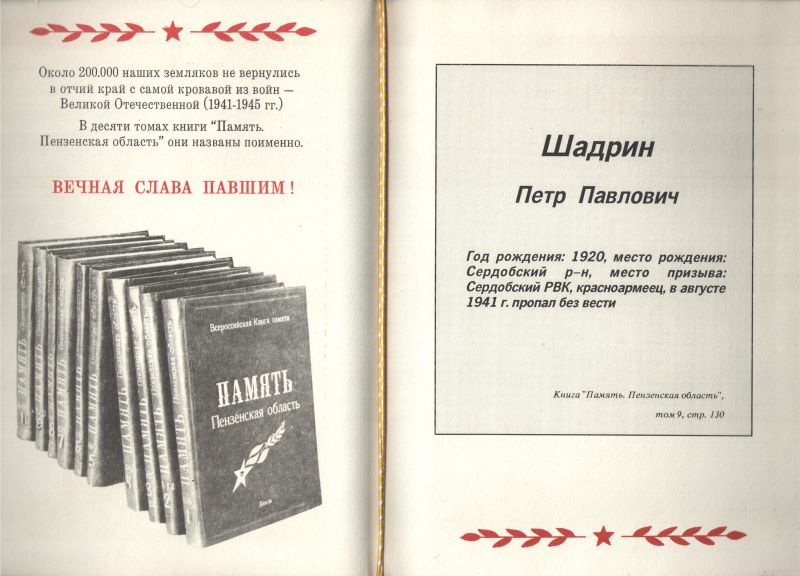 Около 200.000 наших земляков не вернулись
в отчий край с самой кровавой из войн —
Великой Отечественной (1941-1945 гг.)
В десяти томах книги “Память.
Пензенская область” они названы поименно.
ВЕЧНАЯ СЛАВА ПАВШИМ!
Всероссийская Книга памяти
ПАМЯТЬ
Пензенская область
Пенза
Шадрин
Петр Павлович
Год рождения: 1920, место рождения:
Сердобский р–н, место призыва:
Сердобский РВК, красноармеец, в августе
1941 г. пропал без вести
Книга "Память. Пензенская область",
том 9, стр. 130